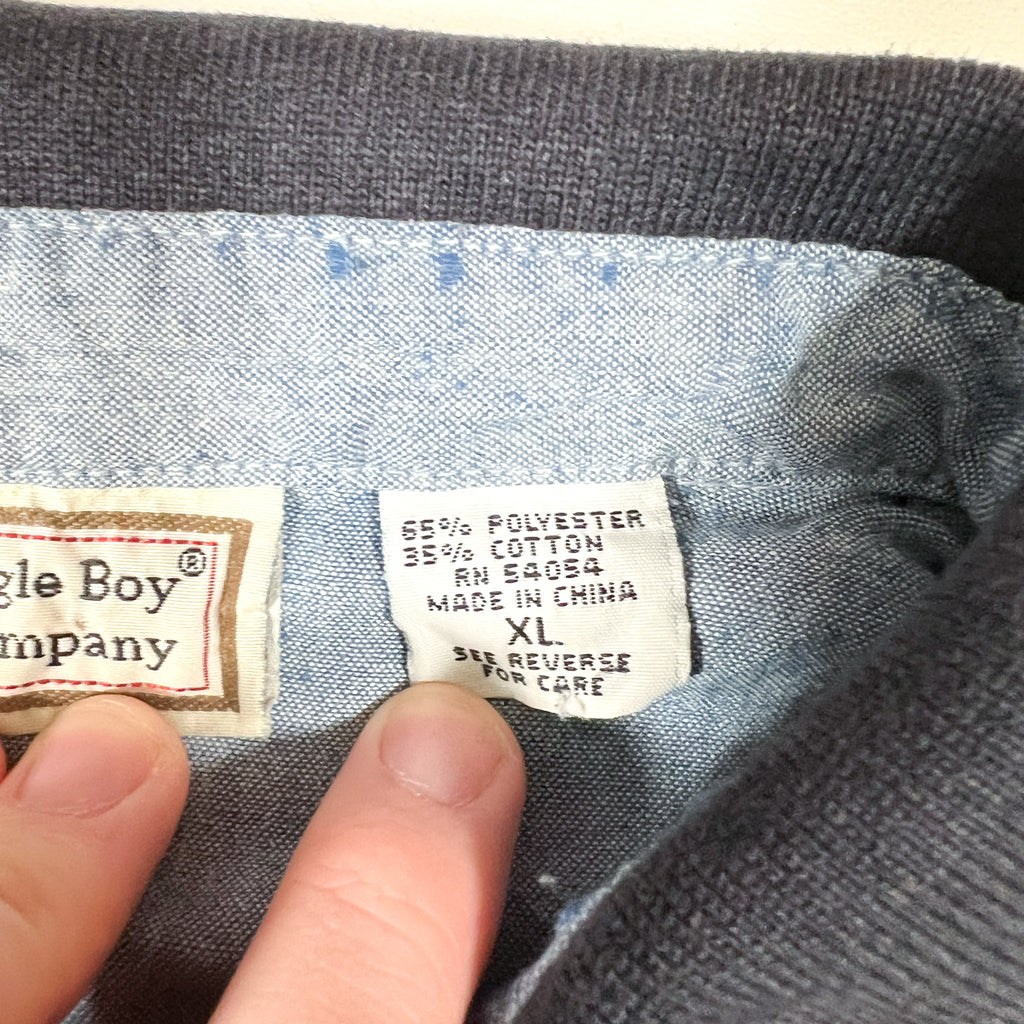 gle Boy®
mpany
65% POLYESTER
35% COTTON
RN 54054
MADE IN CHINA
XL
SEE REVERSE
FOR CARE